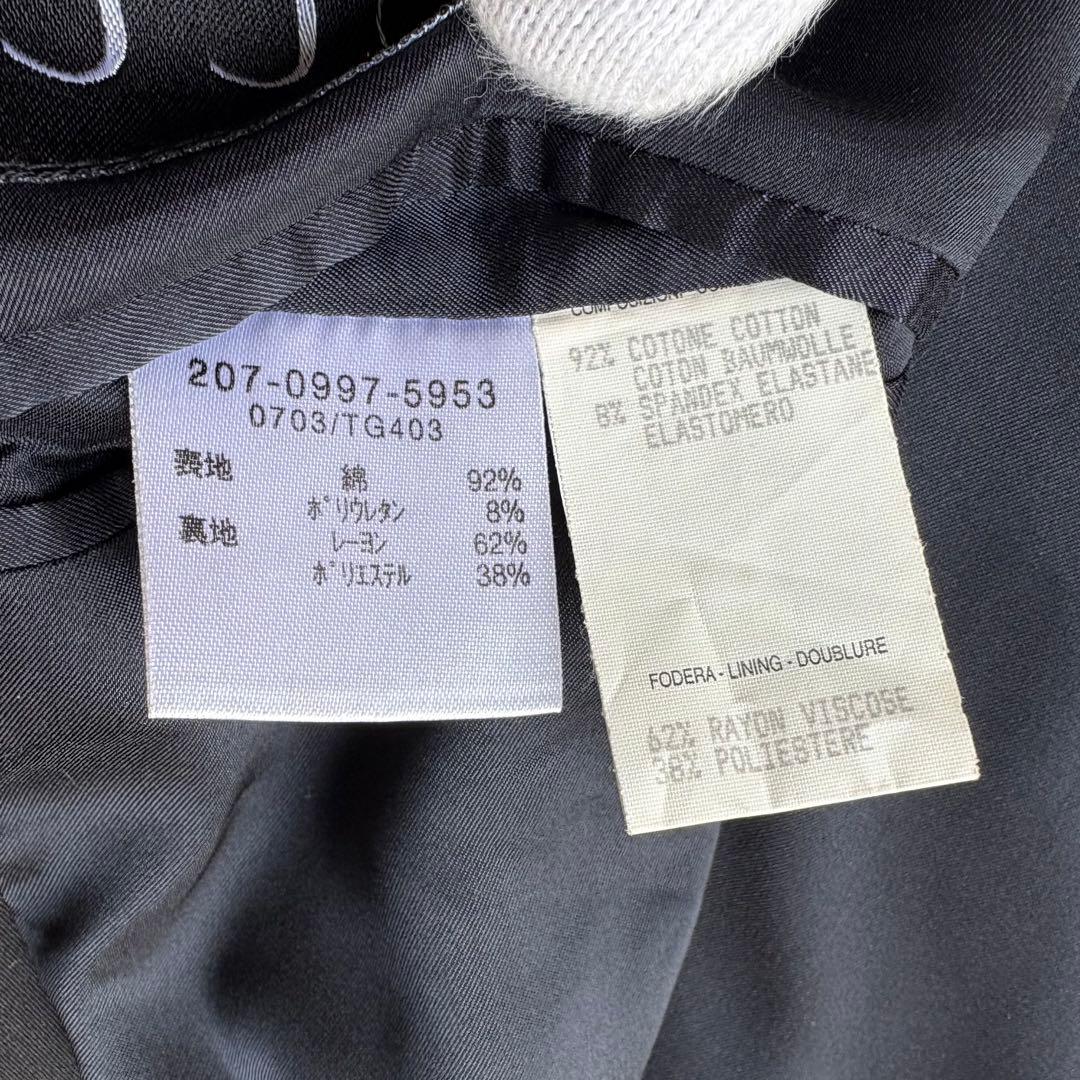 207-0997-5953
0703/TG403
表地 綿 92%
ポリウレタン 8%
裏地 レーヨン 62%
ポリエステル 38%
92% COTONE COTTON
COTON BAUMWOLLE
8% SPANDEX ELASTANE
ELASTOMERO
FODERA - LINING - DOUBLURE
62% RAYON VISCOSE
38% POLIESTERE